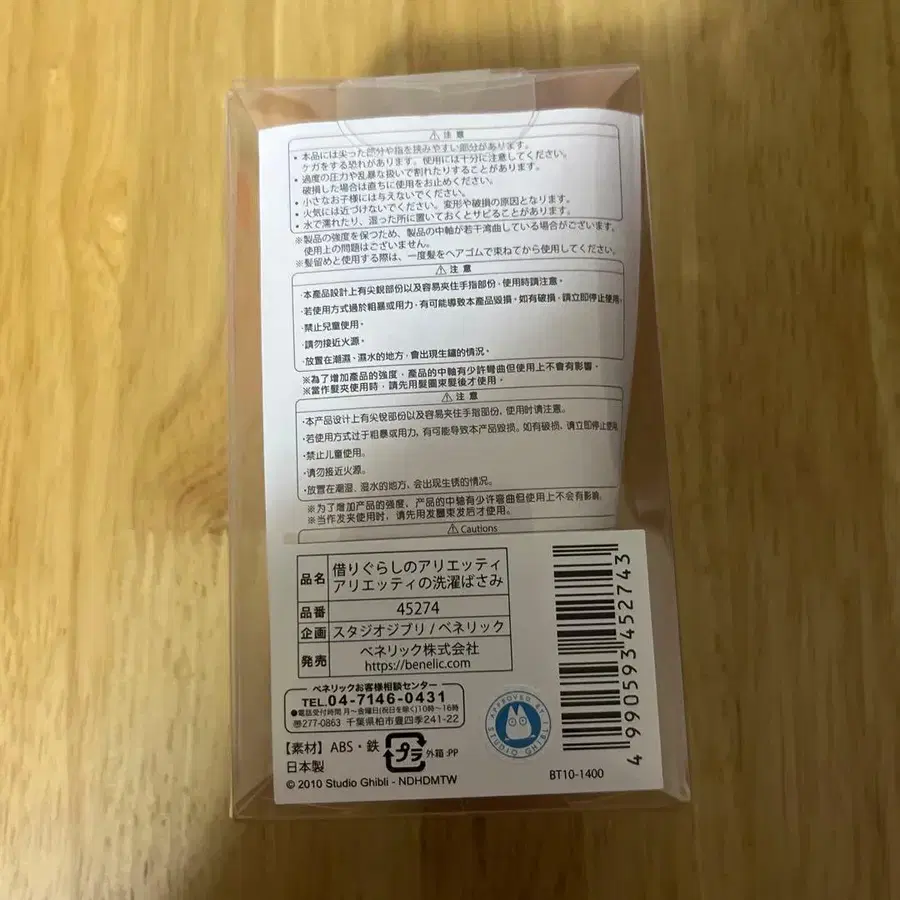 ⚠注意
• 本品には尖った部分や指を挟みやすい部分があります。
ケガをする恐れがあります。使用には十分に注意してください。
• 過度の圧力や乱暴な扱いで割れたりすることがあります。
破損した場合は直ちに使用をお止めください。
• 小さなお子様には与えないでください。
• 火気には近づけないでください。変形や破損の原因となります。
• 水で濡れたり、湿った所に置いておくとサビることがあります。
※製品の強度を保つため、製品の中軸が若干湾曲している場合がございます。
使用上の問題はございません。
※髪留めと使用する際は、一度髪をヘアゴムで束ねてから使用してください。
⚠注意
·本產品設計上有尖銳部份以及容易夾住手指部份，使用時請注意。
·若使用方式過於粗暴或用力，有可能導致本產品毀損。如有破損，請立即停止使用。
·禁止兒童使用。
·請勿接近火源。
·放置在潮濕、濕水的地方，會出現生鏽的情況。
※為了增加產品的強度，產品的中軸有少許彎曲但使用上不會有影響。
※當作髮夾使用時，請先用髮圈束髮後才使用。
⚠注意
·本产品设计上有尖锐部份以及容易夹住手指部份，使用时请注意。
·若使用方式过于粗暴或用力，有可能导致本产品毁损。如有破损，请立即停止使用
·禁止儿童使用。
·请勿接近火源。
·放置在潮湿、湿水的地方，会出现生锈的情况。
※为了增加产品的强度，产品的中轴有少许弯曲但使用上不会有影响。
※当作发夹使用时，请先用发圈束发后才使用。
⚠Cautions
品名 借りぐらしのアリエッティ
アリエッティの洗濯ばさみ
品番 45274
企画 スタジオジブリ / ベネリック
発売 ベネリック株式会社
https://benelic.com
ベネリックお客様相談センター
TEL.04-7146-0431
●電話受付時間 月〜金曜日(祝日を除く)10時〜16時
〠277-0863 千葉県柏市豊四季241-22
【素材】ABS・鉄 プラ 外箱:PP
日本製
© 2010 Studio Ghibli - NDHDMTW
APPROVED BY
STUDIO GHIBLI
4990593452743
BT10-1400